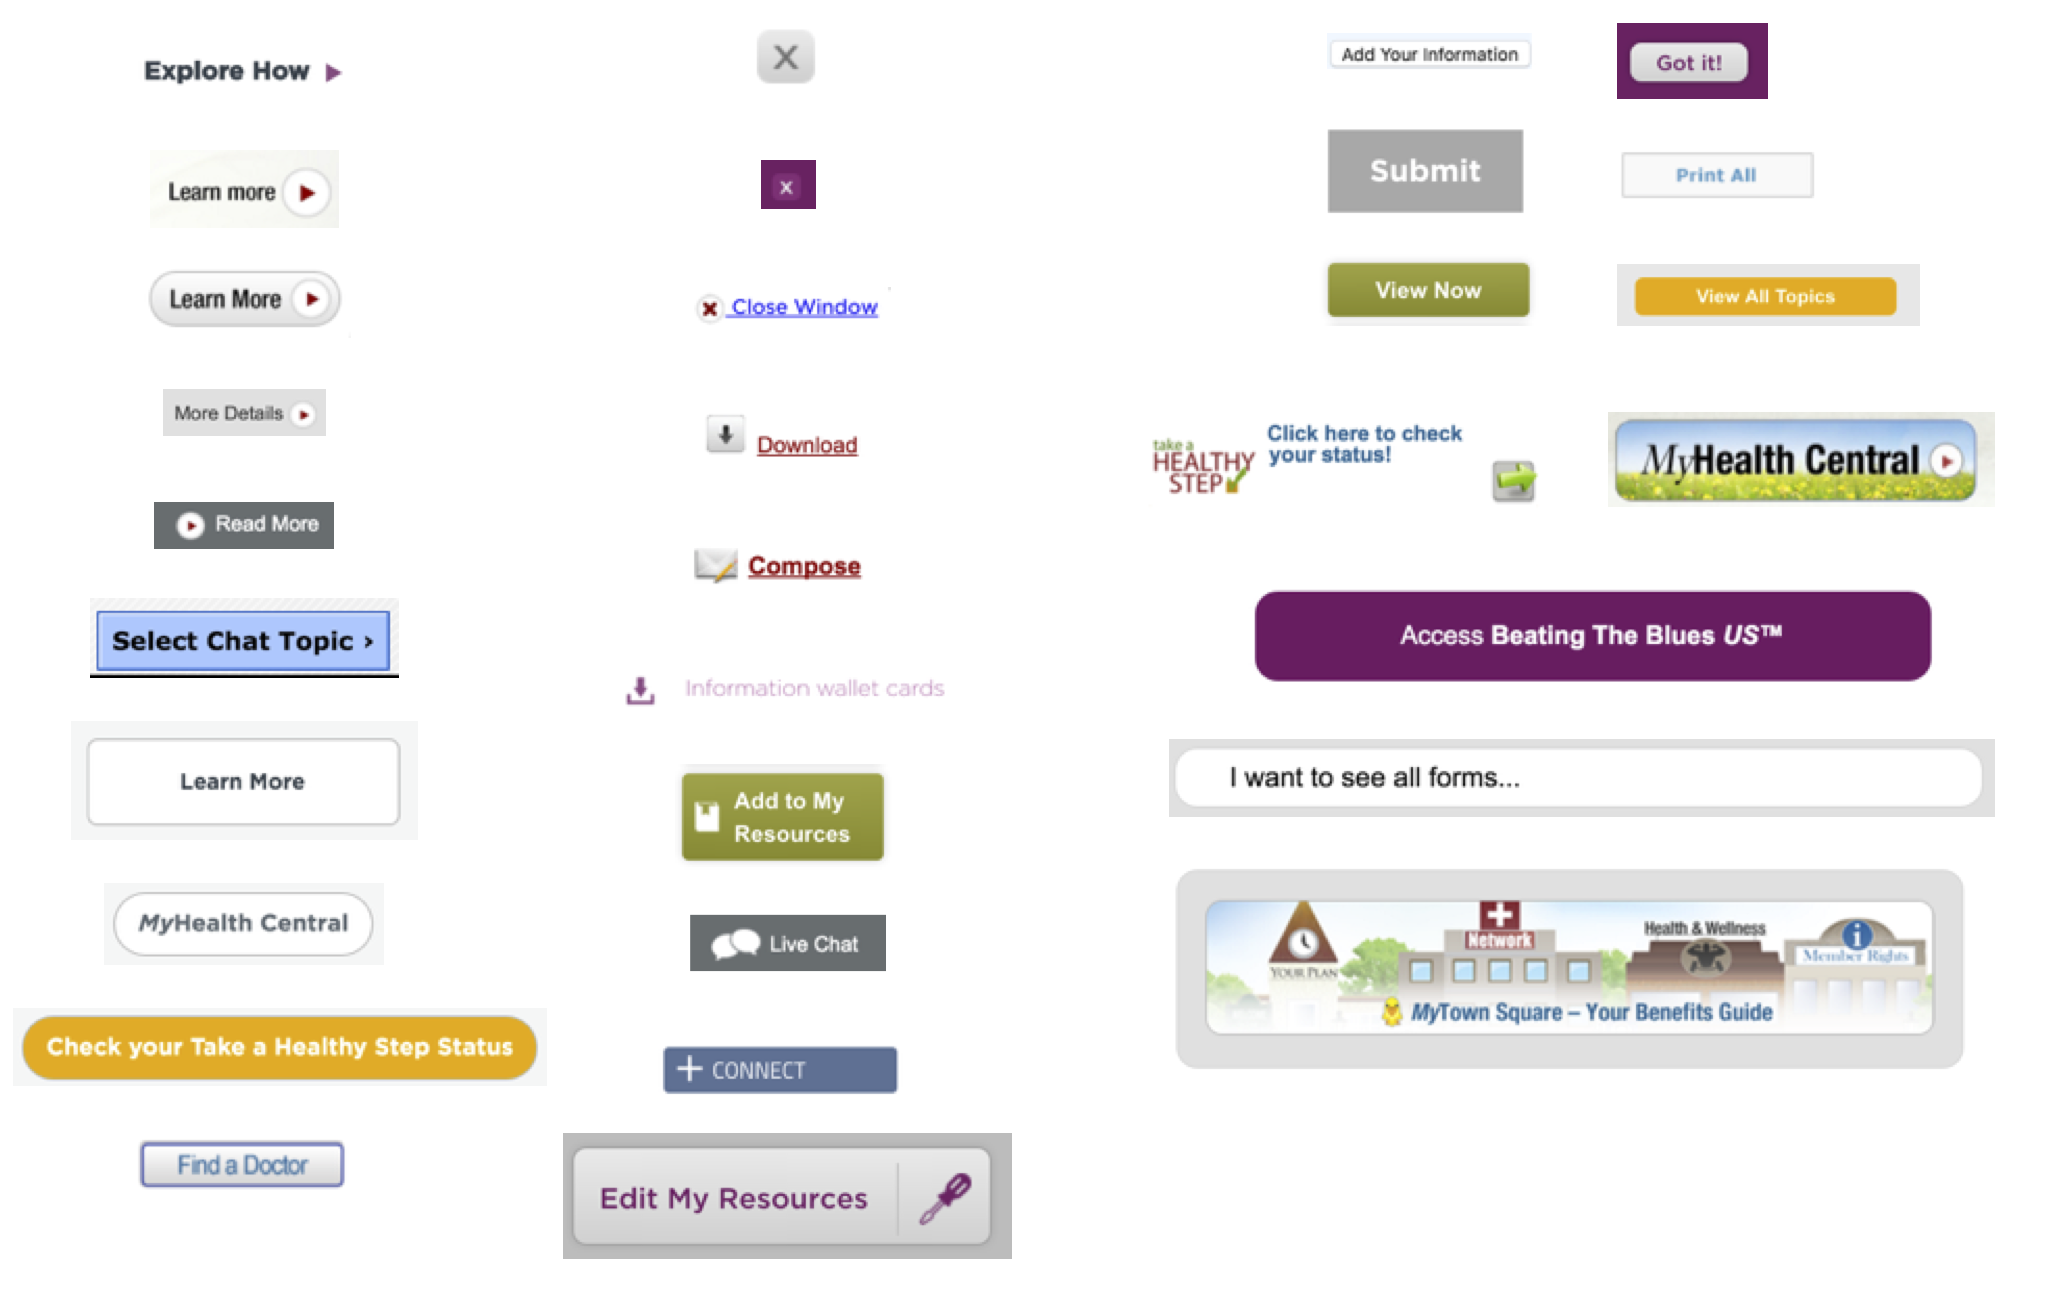 Explore How
Learn more
Learn More
More Details
Read More
Select Chat Topic ›
Learn More
MyHealth Central
Check your Take a Healthy Step Status
Find a Doctor
X
x
Close Window
Download
Compose
Information wallet cards
Add to My
Resources
Live Chat
+ CONNECT
Edit My Resources
Add Your Information
Got it!
Submit
Print All
View Now
View All Topics
take a
HEALTHY
STEP
Click here to check
your status!
MyHealth Central
Access Beating The Blues US™
I want to see all forms...
YOUR PLAN
Network
Health & Wellness
i
Member Rights
MyTown Square – Your Benefits Guide